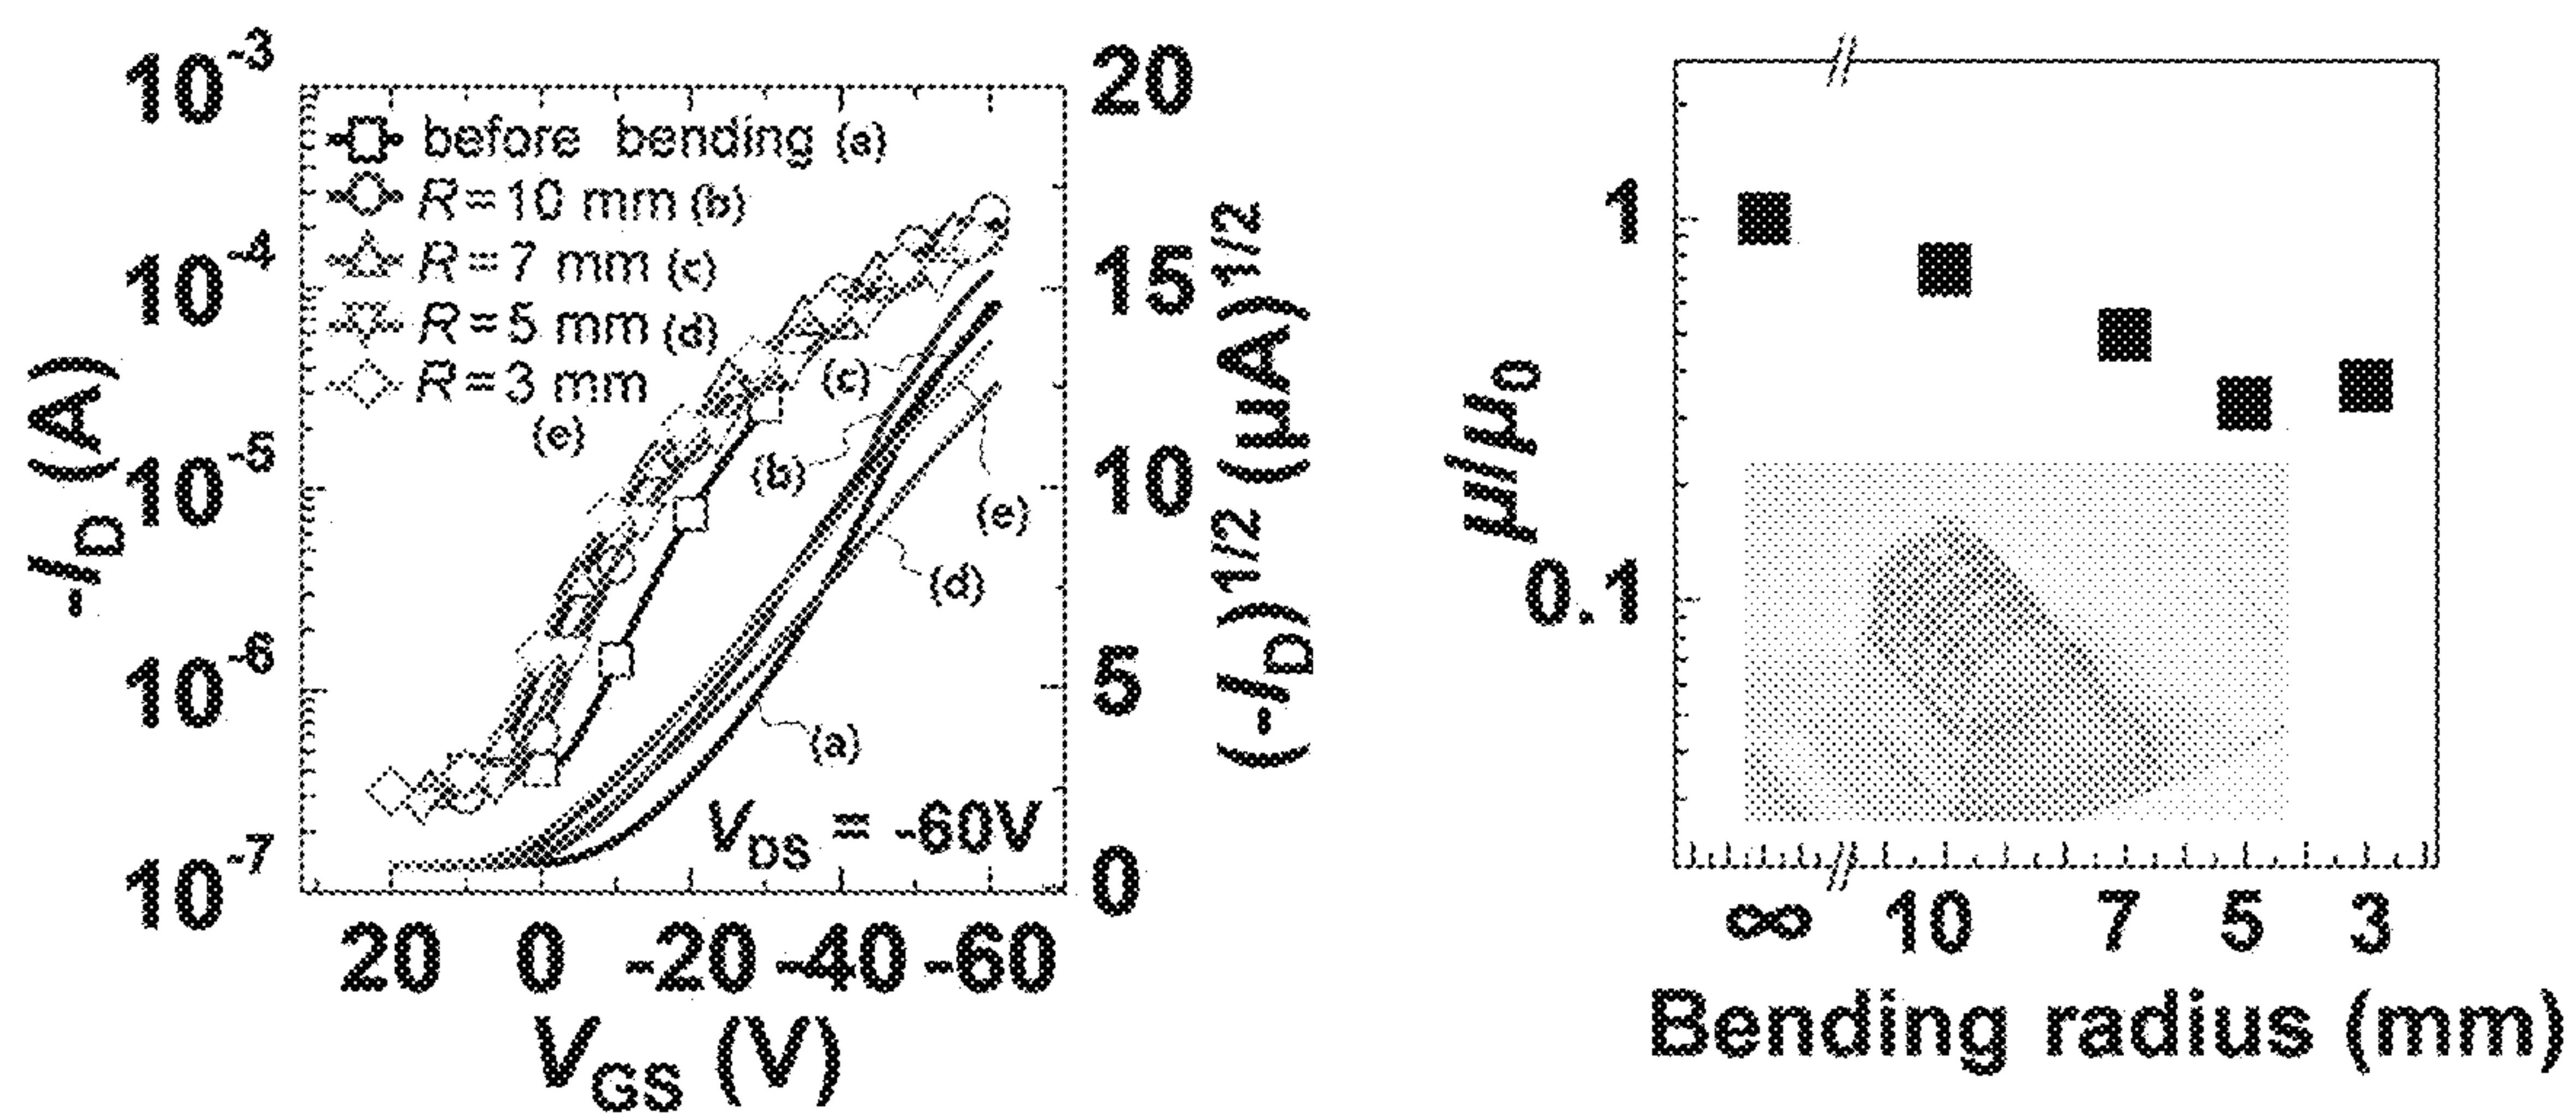 10^-3
10^-4
10^-5
10^-6
10^-7
-I_D (A)
before bending (a)
R=10 mm (b)
R=7 mm (c)
R=5 mm (d)
R=3 mm
(e)
(c)
(b)
(e)
(d)
(a)
V_DS = -60V
20
15
10
5
0
(-I_D)^1/2 (μA)^1/2
20 0 -20 -40 -60
V_GS (V)
1
0.1
μ/μ_0
∞ 10 7 5 3
Bending radius (mm)